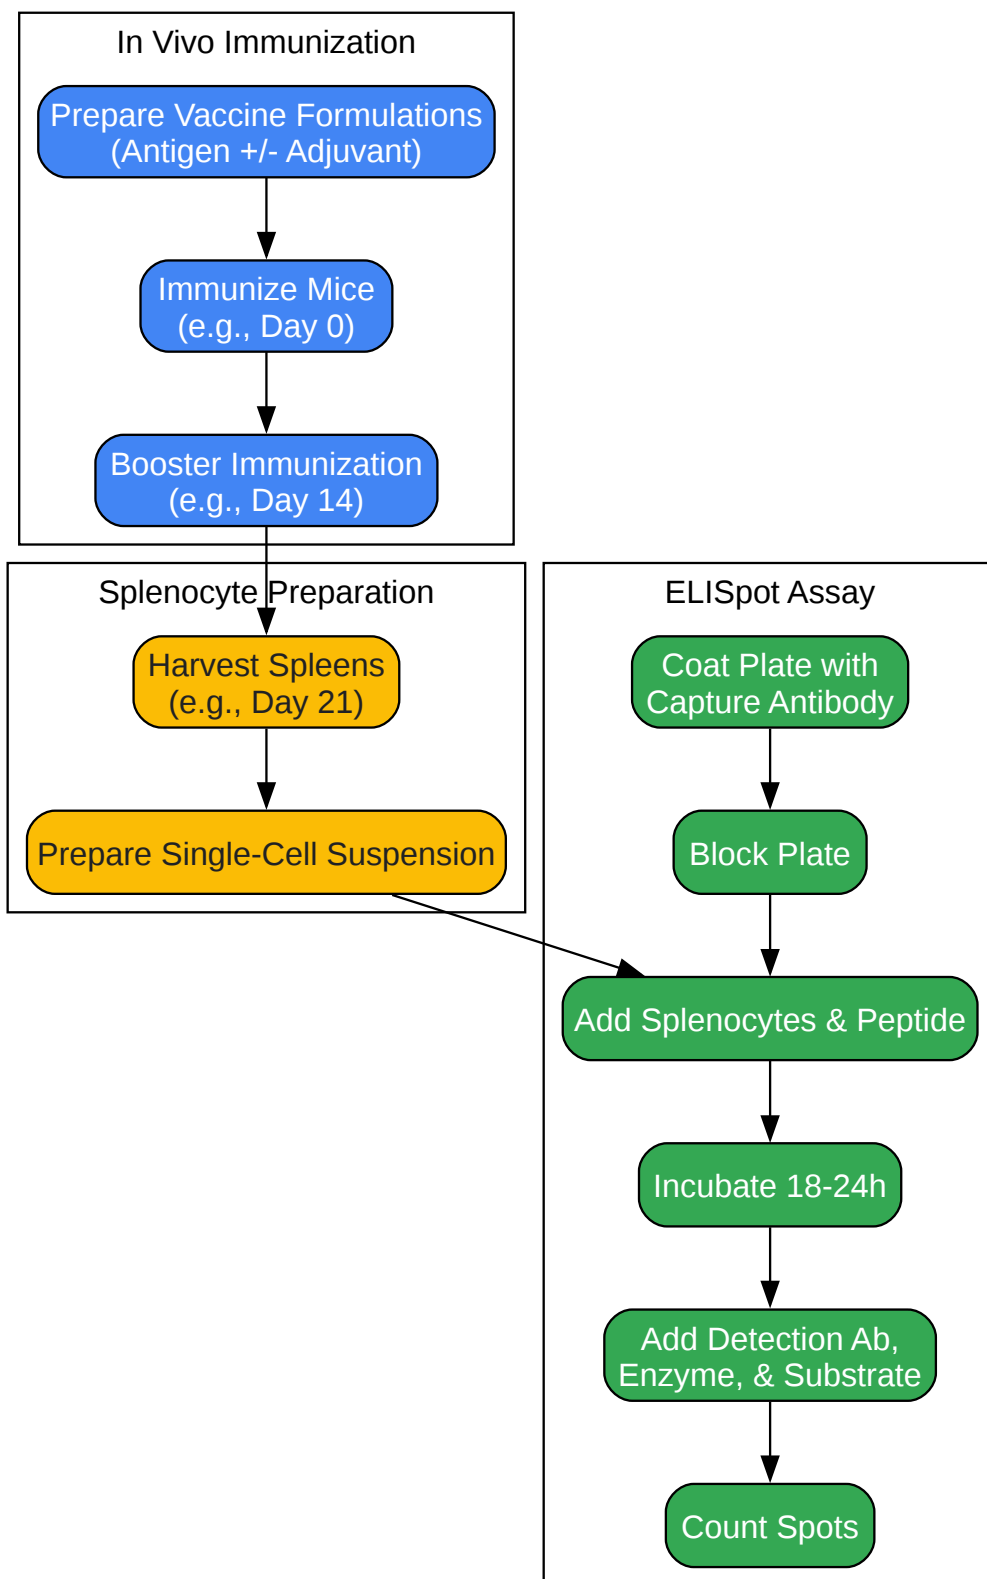 In Vivo Immunization
Prepare Vaccine Formulations
(Antigen +/- Adjuvant)
Immunize Mice
(e.g., Day 0)
Booster Immunization
(e.g., Day 14)
Splenocyte Preparation
Harvest Spleens
(e.g., Day 21)
Prepare Single-Cell Suspension
ELISpot Assay
Coat Plate with
Capture Antibody
Block Plate
Add Splenocytes & Peptide
Incubate 18-24h
Add Detection Ab,
Enzyme, & Substrate
Count Spots